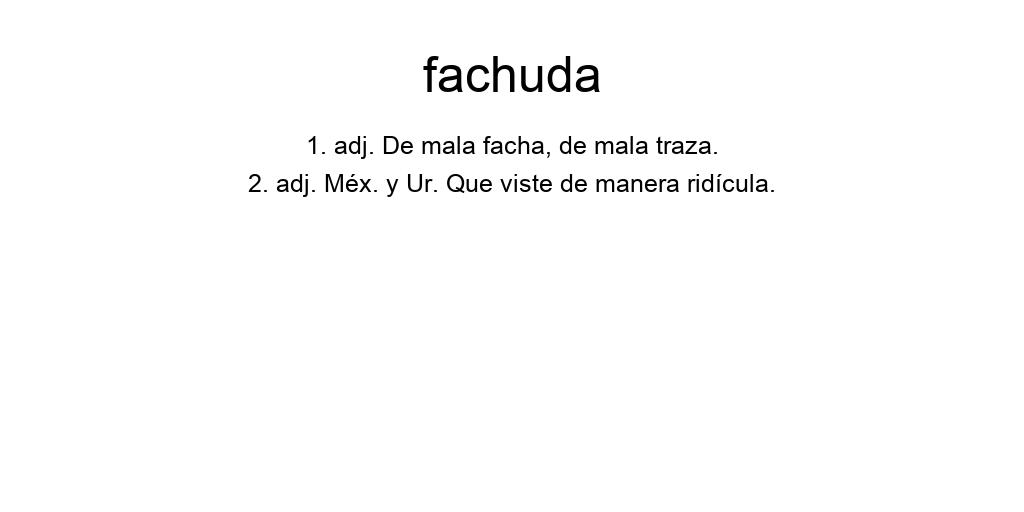 fachuda
1. adj. De mala facha, de mala traza.
2. adj. Méx. y Ur. Que viste de manera ridícula.